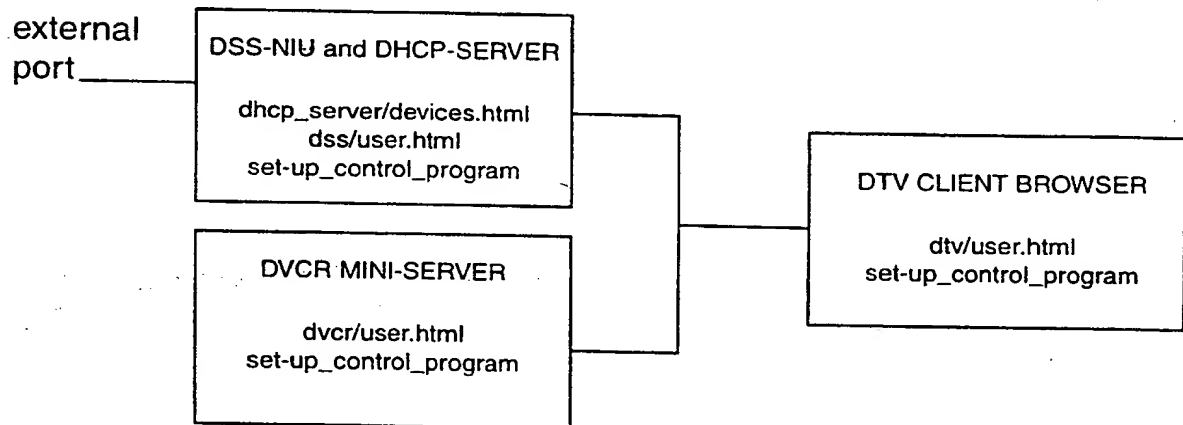 external
port
DSS-NIU and DHCP-SERVER
dhcp_server/devices.html
dss/user.html
set-up_control_program
DVCR MINI-SERVER
dvcr/user.html
set-up_control_program
DTV CLIENT BROWSER
dtv/user.html
set-up_control_program